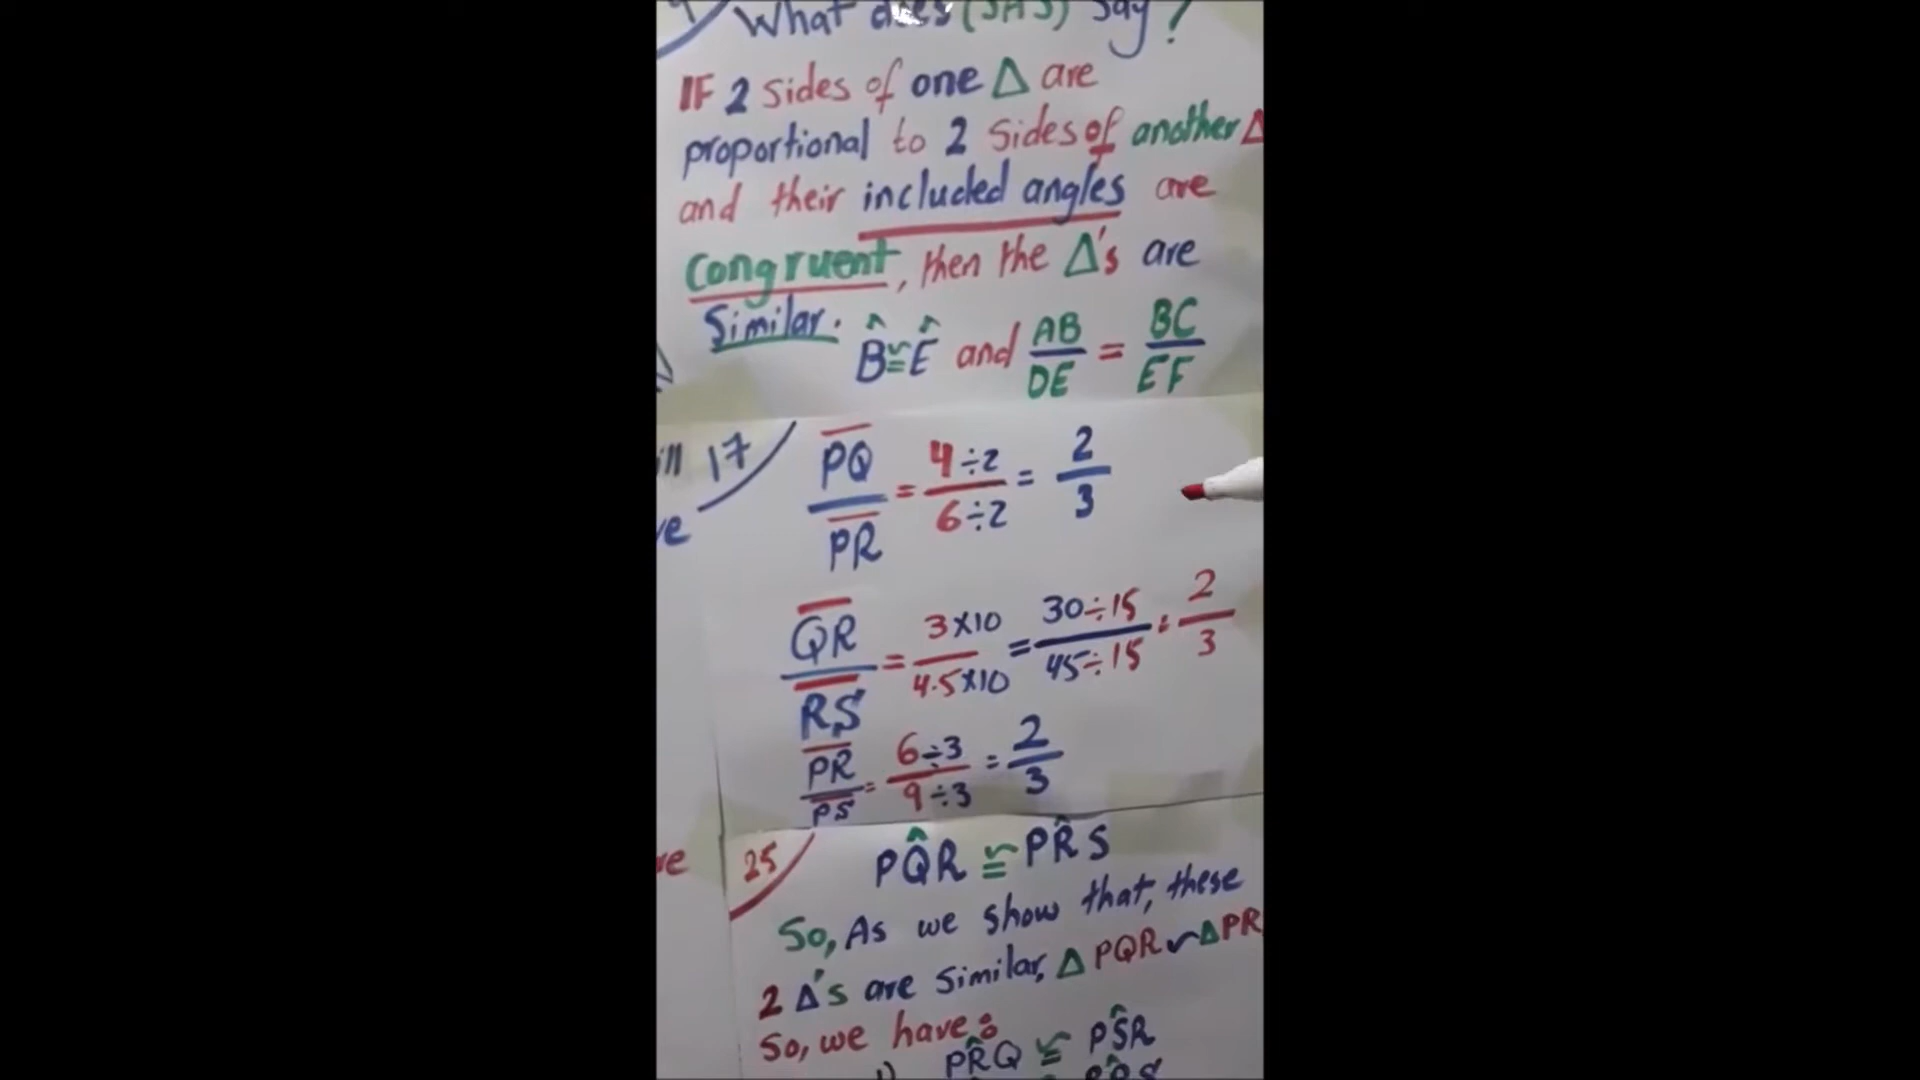 What does (SAS) say?
IF 2 sides of one Δ are
proportional to 2 sides of another Δ
and their included angles are
Congruent, then the Δ's are
Similar.
B̂ ≅ Ê and AB/DE = BC/EF
17
PQ/PR = 4÷2/6÷2 = 2/3
QR/RS = 3×10/4.5×10 = 30÷15/45÷15 = 2/3
PR/PS = 6÷3/9÷3 = 2/3
25
PQ̂R ≅ PR̂S
So, As we show that, these
2 Δ's are similar, Δ PQR ~ Δ PR
So, we have:
PR̂Q ≅ PŜR